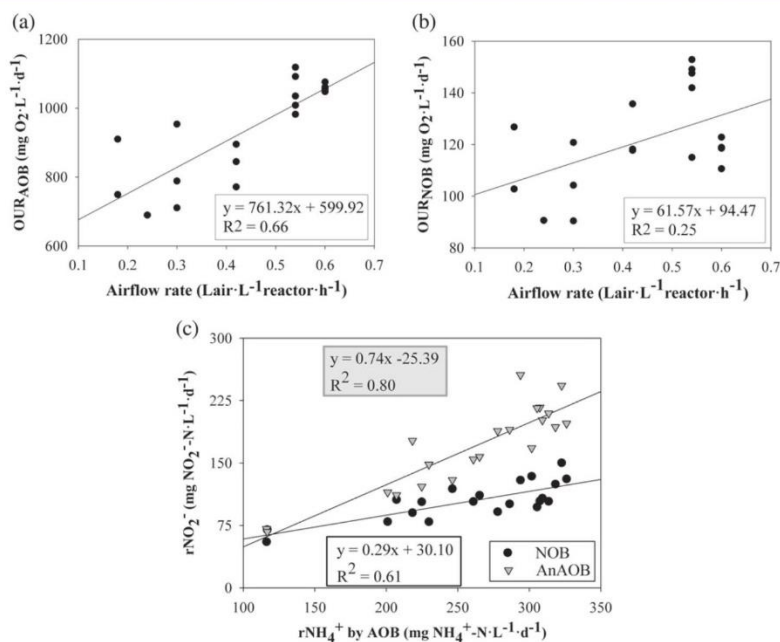 (a)
OUR_AOB (mg O₂·L⁻¹·d⁻¹)
1200
1000
800
600
y = 761.32x + 599.92
R2 = 0.66
0.1 0.2 0.3 0.4 0.5 0.6 0.7
Airflow rate (Lair·L⁻¹reactor·h⁻¹)
(b)
OUR_NOB (mg O₂·L⁻¹·d⁻¹)
160
140
120
100
80
y = 61.57x + 94.47
R2 = 0.25
0.1 0.2 0.3 0.4 0.5 0.6 0.7
Airflow rate (Lair·L⁻¹reactor·h⁻¹)
(c)
rNO₂⁻ (mg NO₂⁻-N·L⁻¹·d⁻¹)
300
225
150
75
0
y = 0.74x -25.39
R² = 0.80
y = 0.29x + 30.10
R² = 0.61
NOB
AnAOB
100 150 200 250 300 350
rNH₄⁺ by AOB (mg NH₄⁺-N·L⁻¹·d⁻¹)